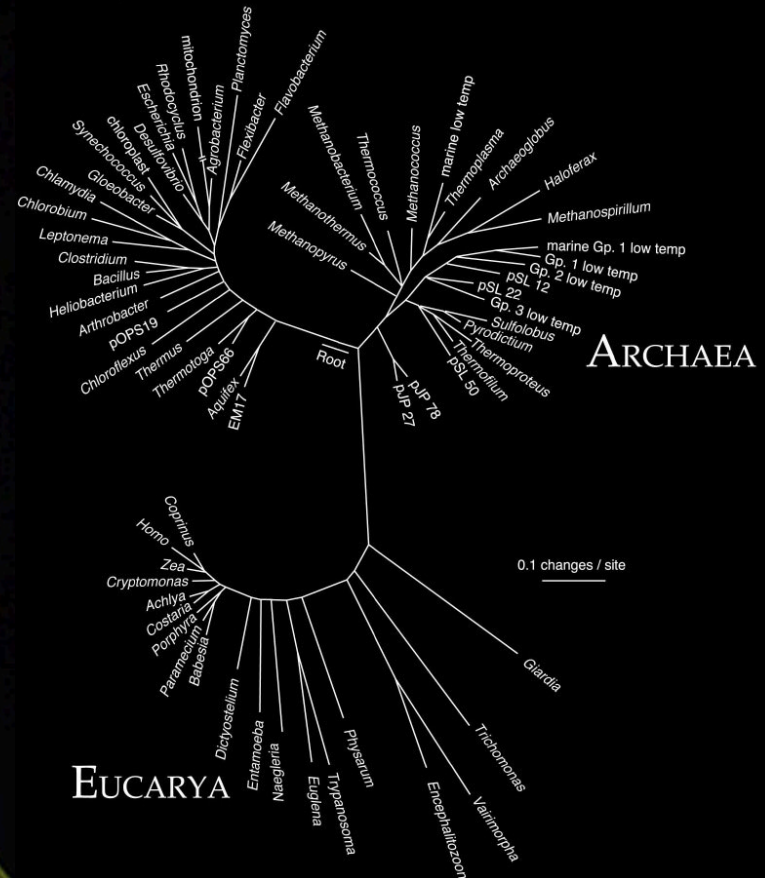 Planctomyces
mitochondrion
Rhodocyclus
Escherichia
Desulfovibrio
Agrobacterium
Flexibacter
Flavobacterium
chloroplast
Synechococcus
Gloeobacter
Chlamydia
Chlorobium
Leptonema
Clostridium
Bacillus
Heliobacterium
Arthrobacter
pOPS19
Chloroflexus
Thermus
Thermotoga
pOPS66
Aquifex
EM17
Root
Methanopyrus
Methanothermus
Methanobacterium
Thermococcus
Methanococcus
marine low temp
Thermoplasma
Archaeoglobus
Haloferax
Methanospirillum
marine Gp. 1 low temp
Gp. 1 low temp
Gp. 2 low temp
pSL 12
pSL 22
Gp. 3 low temp
Sulfolobus
Pyrodictium
Thermoproteus
Thermofilum
pSL 50
pJP 78
pJP 27
ARCHAEA
0.1 changes / site
Coprinus
Homo
Zea
Cryptomonas
Achlya
Costaria
Porphyra
Paramecium
Babesia
Dictyostelium
Entamoeba
Naegleria
Euglena
Trypanosoma
Physarum
Encephalitozoon
Vairimorpha
Trichomonas
Giardia
EUCARYA